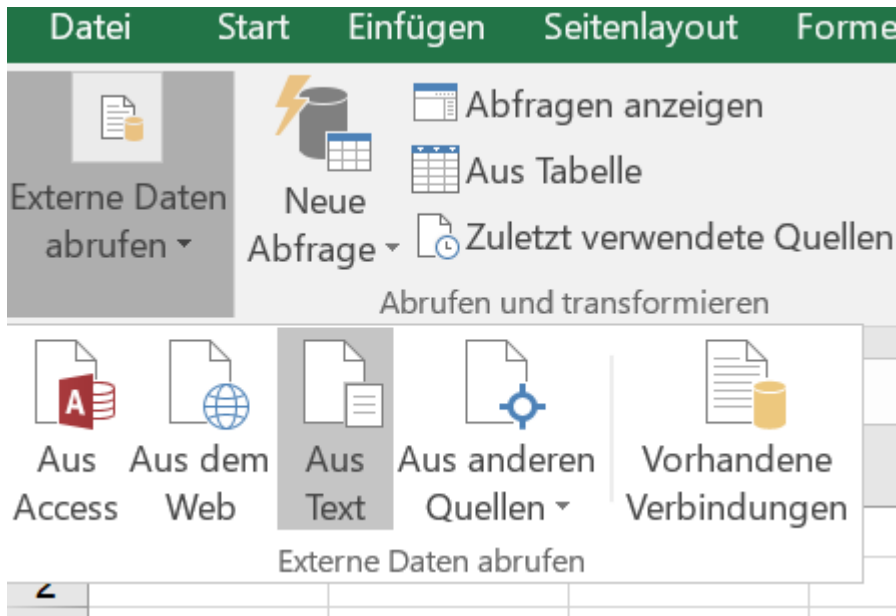 Datei Start Einfügen Seitenlayout Forme
Externe Daten
abrufen
Neue
Abfrage
Abfragen anzeigen
Aus Tabelle
Zuletzt verwendete Quellen
Abrufen und transformieren
Aus
Access
Aus dem
Web
Aus
Text
Aus anderen
Quellen
Vorhandene
Verbindungen
Externe Daten abrufen
2